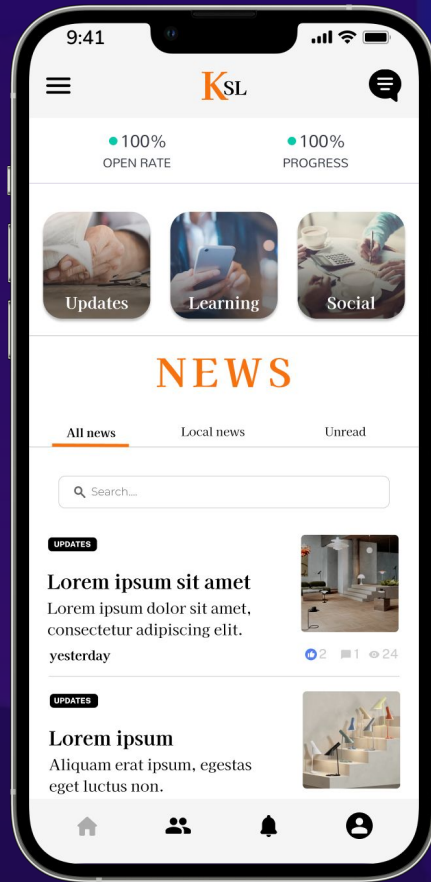 9:41
KSL
100%
OPEN RATE
100%
PROGRESS
Updates
Learning
Social
NEWS
All news
Local news
Unread
Search....
UPDATES
Lorem ipsum sit amet
Lorem ipsum dolor sit amet,
consectetur adipiscing elit.
yesterday
2 1 24
UPDATES
Lorem ipsum
Aliquam erat ipsum, egestas
eget luctus non.